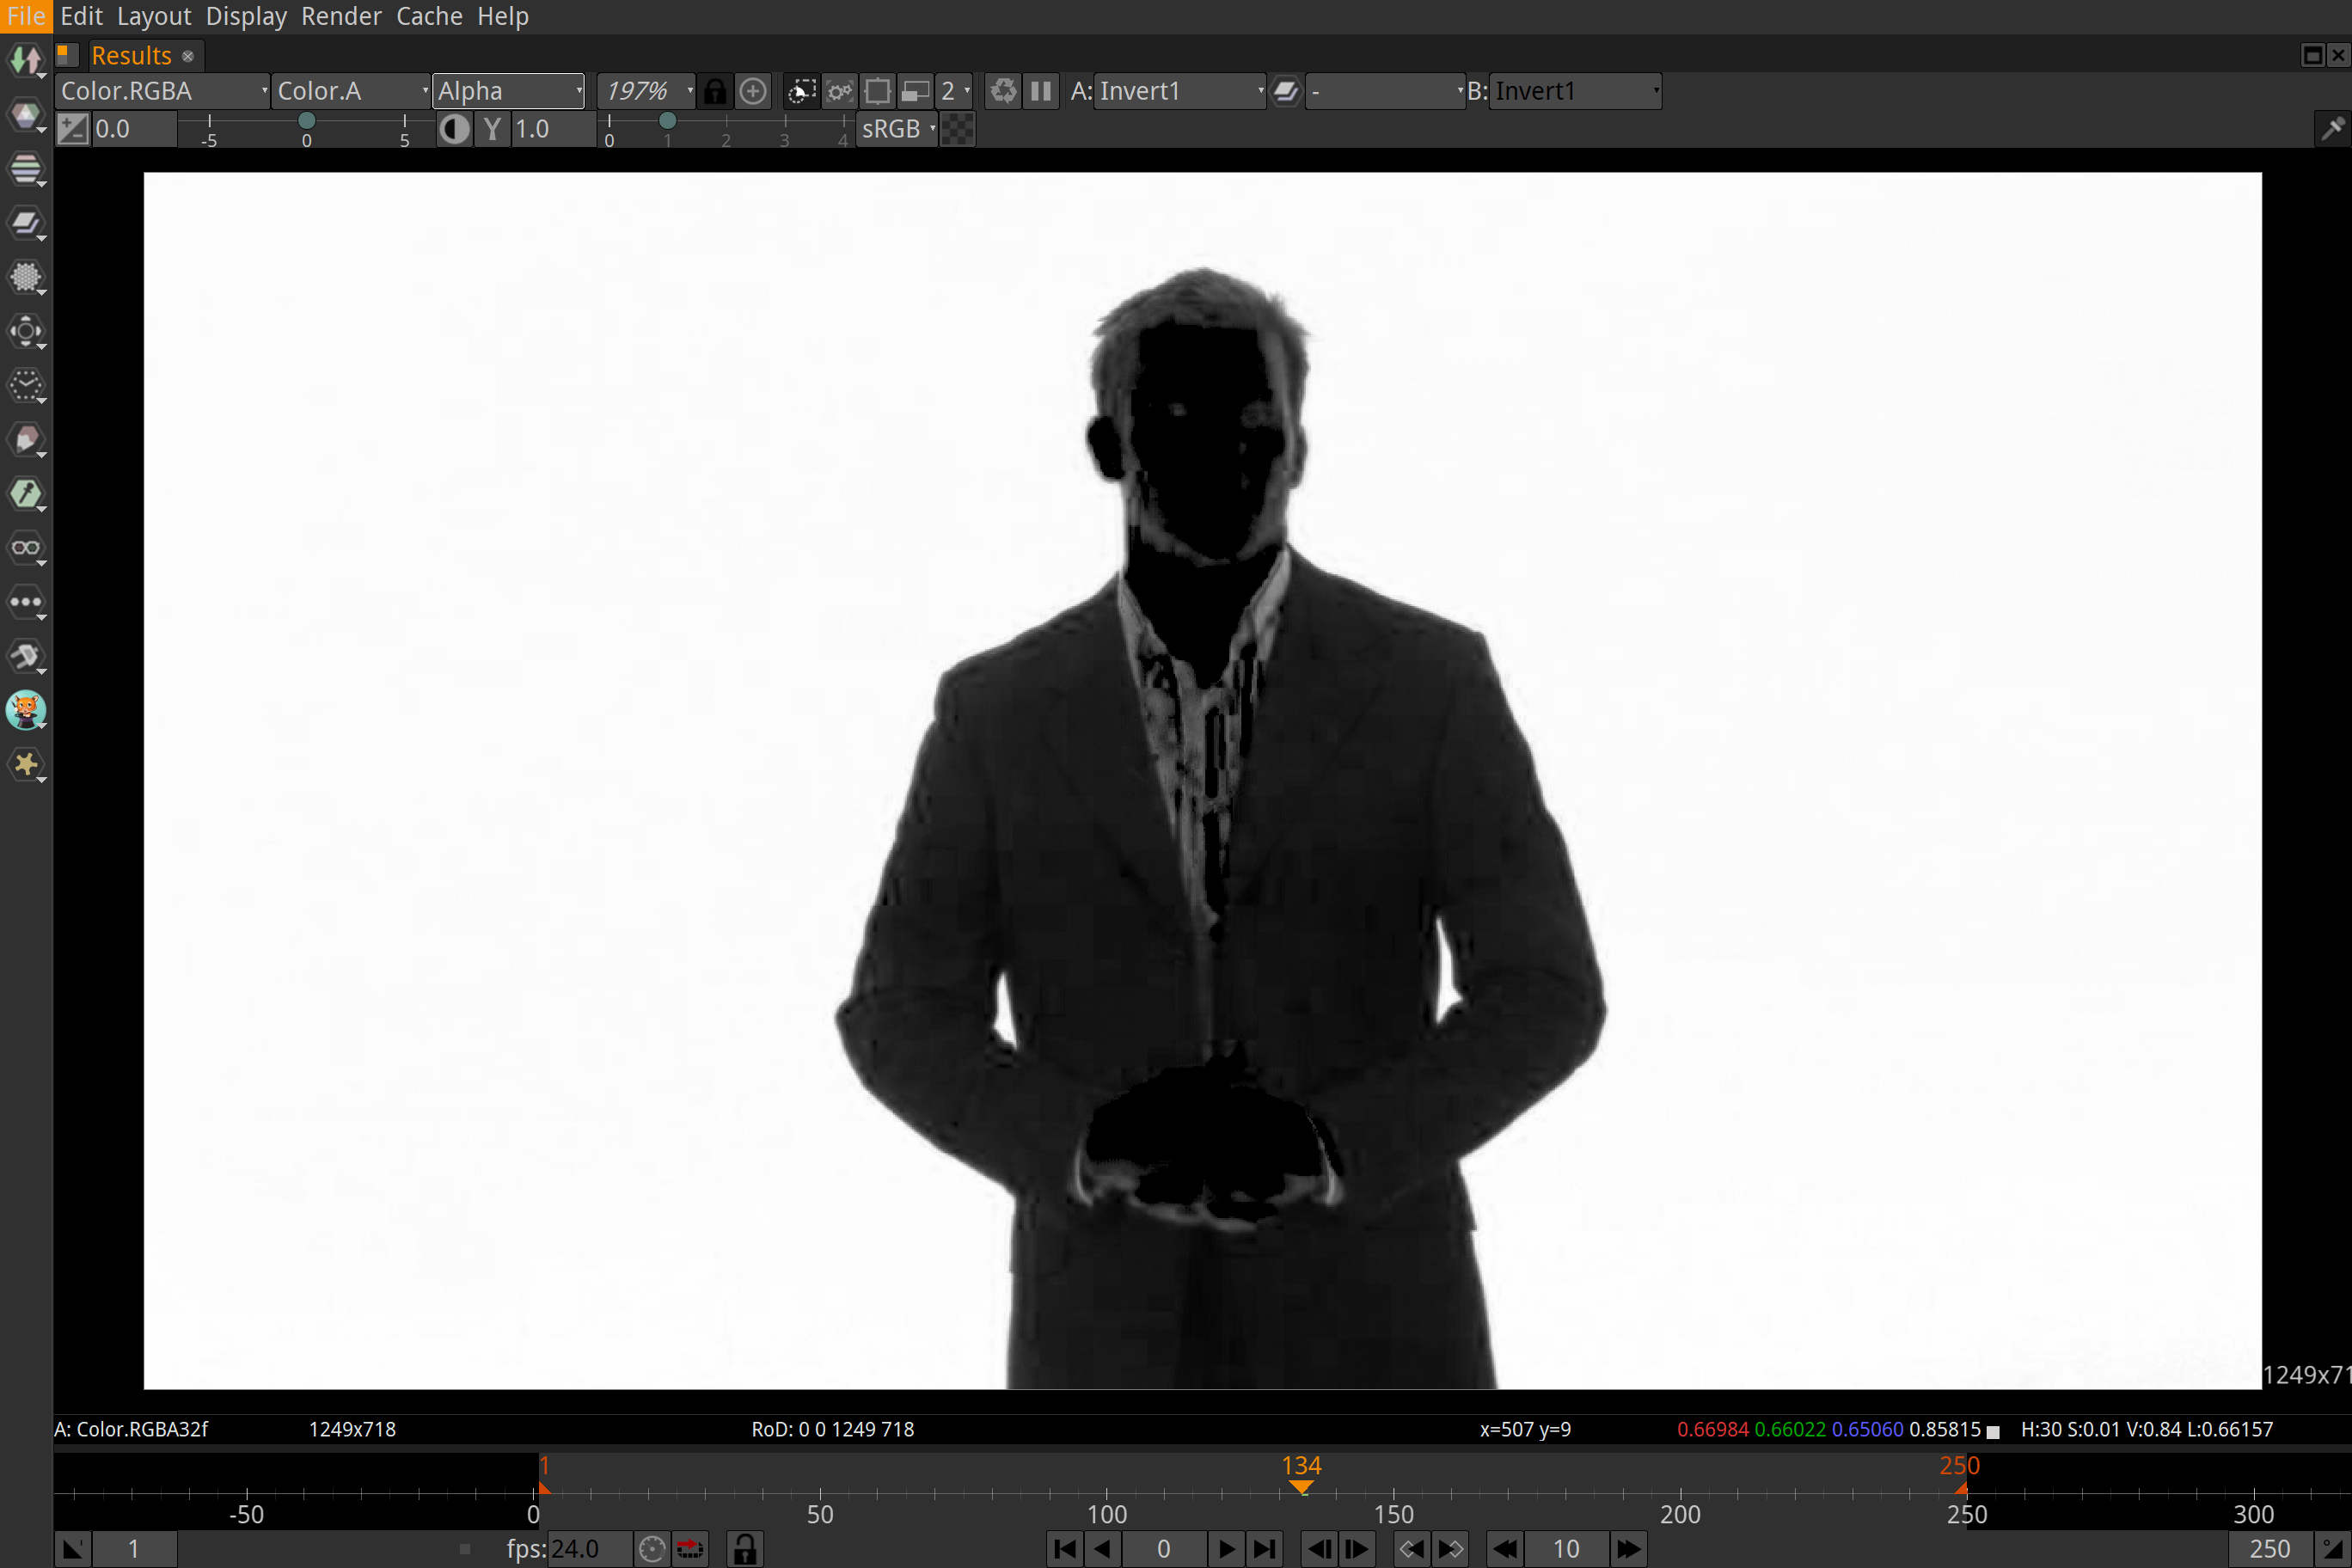 File Edit Layout Display Render Cache Help
Results
Color.RGBA Color.A Alpha 197% 2 A: Invert1 - B: Invert1
0.0 -5 0 5 Y 1.0 0 1 2 3 4 sRGB
1249x71
A: Color.RGBA32f 1249x718 RoD: 0 0 1249 718 x=507 y=9 0.66984 0.66022 0.65060 0.85815 H:30 S:0.01 V:0.84 L:0.66157
1 134 250
-50 0 50 100 150 200 250 300
1 fps: 24.0 0 10 250